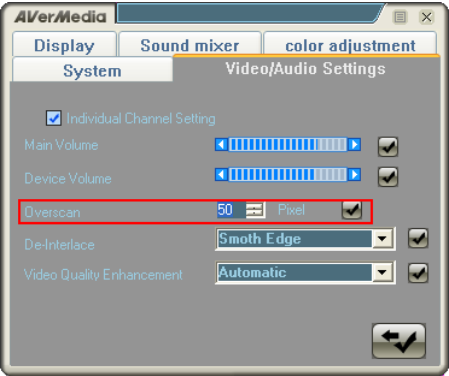 AVerMedia
Display Sound mixer color adjustment
System Video/Audio Settings
Individual Channel Setting
Main Volume
Device Volume
Overscan 50 Pixel
De-Interlace Smoth Edge
Video Quality Enhancement Automatic